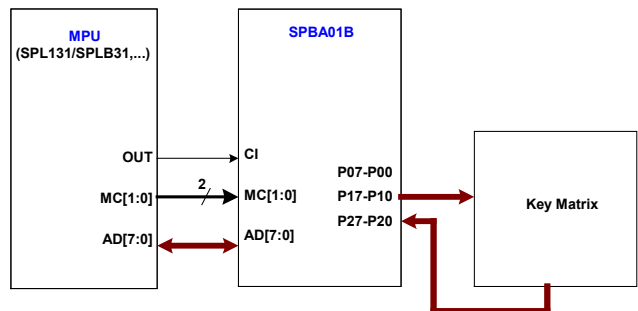 MPU
(SPL131/SPLB31,...)
OUT
MC[1:0]
AD[7:0]
2
SPBA01B
CI
MC[1:0]
AD[7:0]
P07-P00
P17-P10
P27-P20
Key Matrix